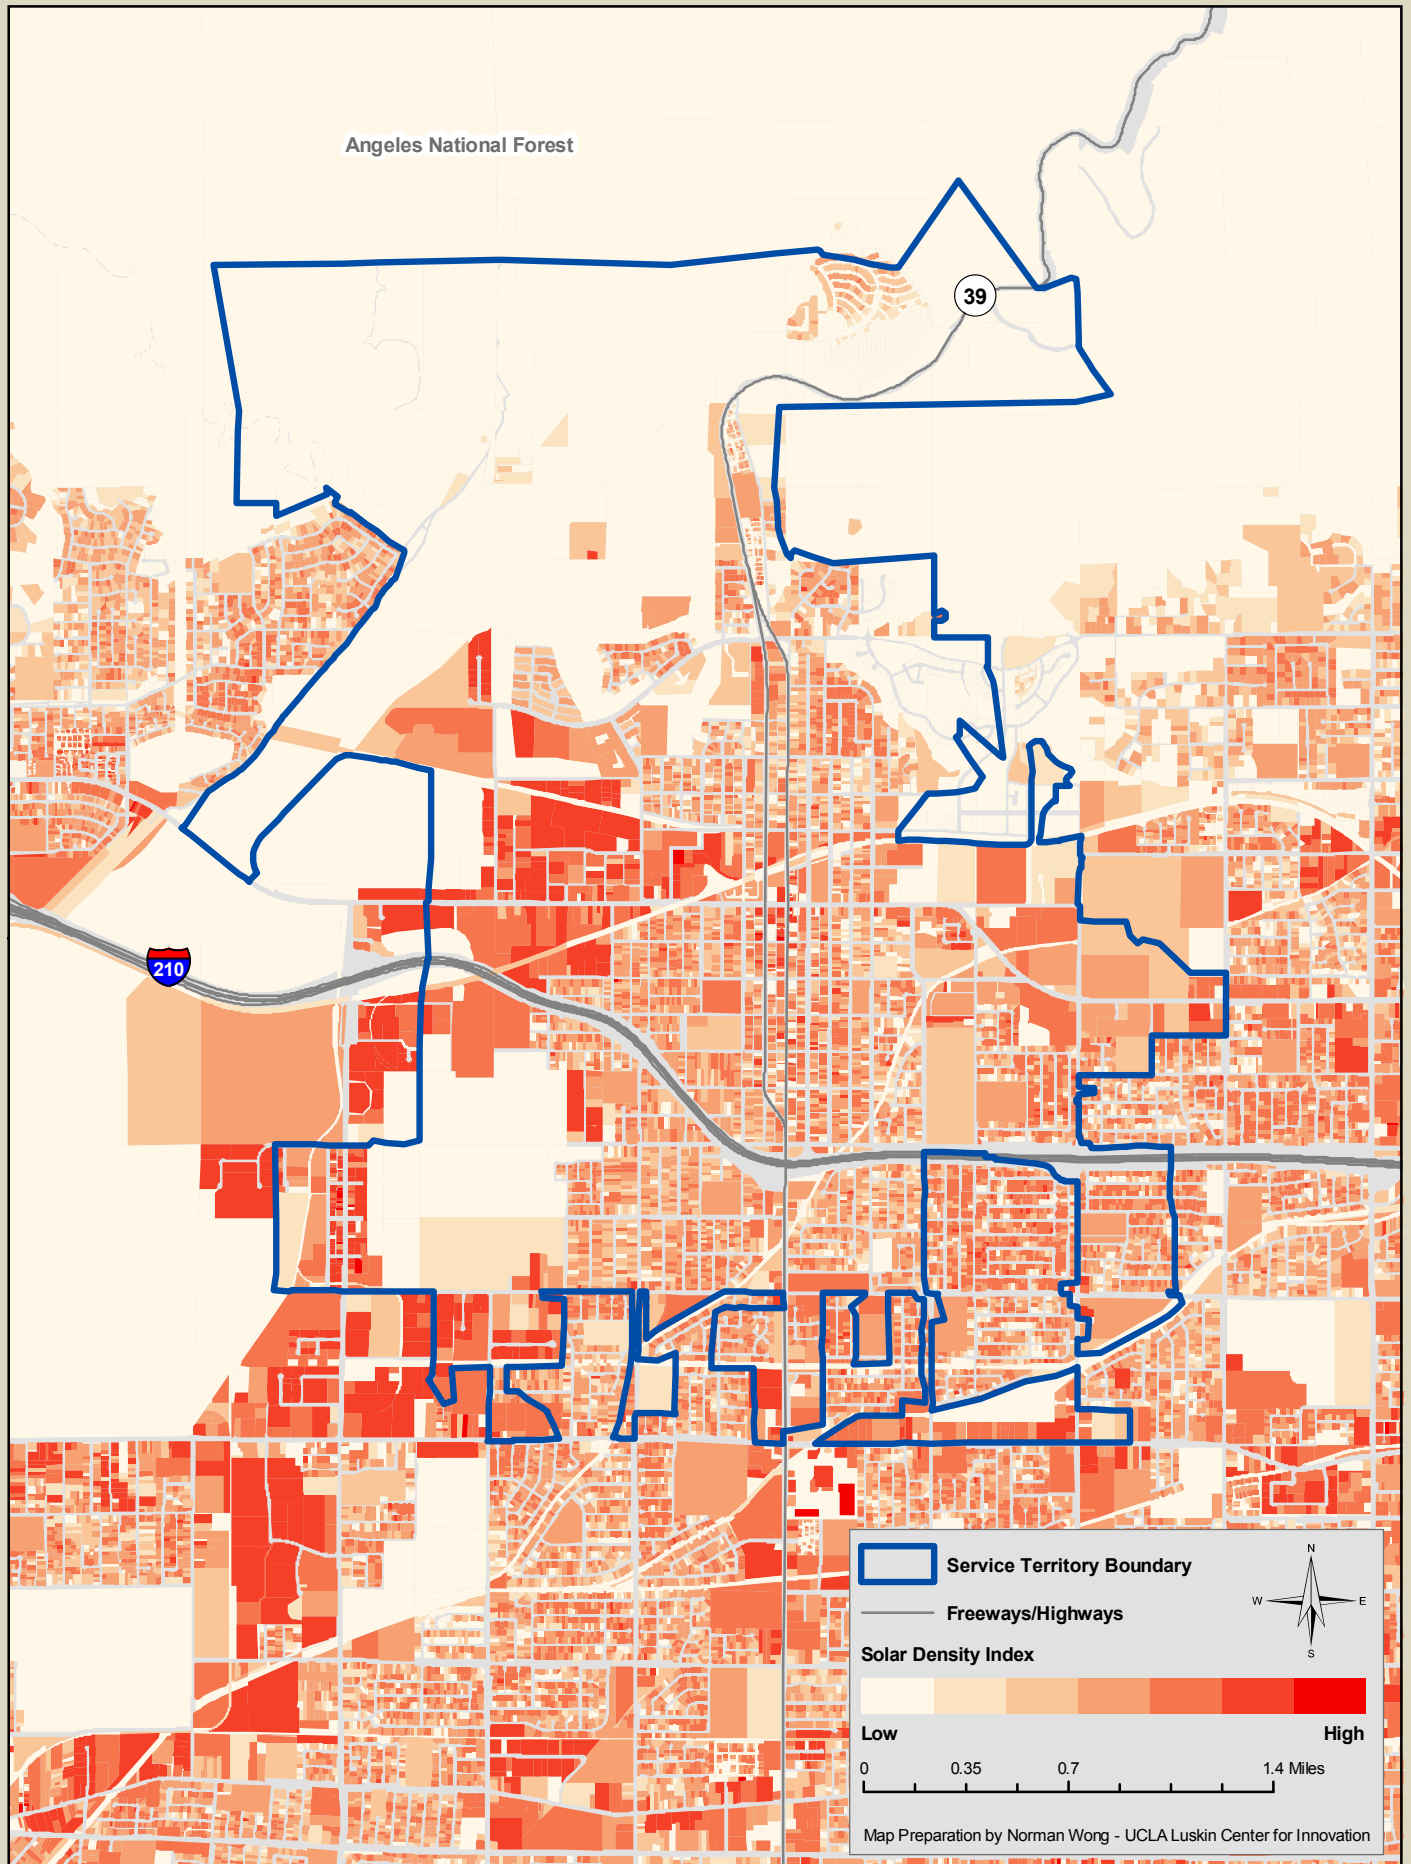 Angeles National Forest
39
210
Service Territory Boundary
Freeways/Highways
N
W E
S
Solar Density Index
Low High
0 0.35 0.7 1.4 Miles
Map Preparation by Norman Wong - UCLA Luskin Center for Innovation